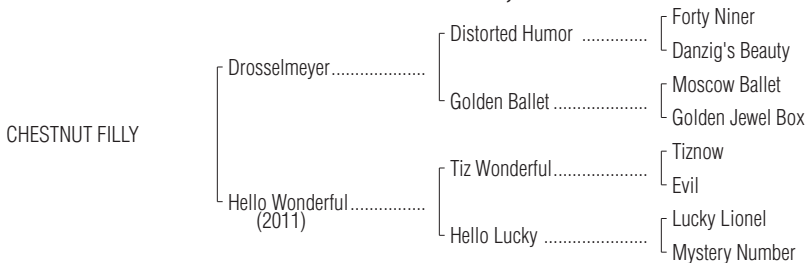 Forty Niner
Distorted Humor ..............
Danzig's Beauty
Drosselmeyer....................
Moscow Ballet
Golden Ballet ....................
Golden Jewel Box
CHESTNUT FILLY
Tiznow
Tiz Wonderful....................
Evil
Hello Wonderful................
(2011)
Lucky Lionel
Hello Lucky ......................
Mystery Number